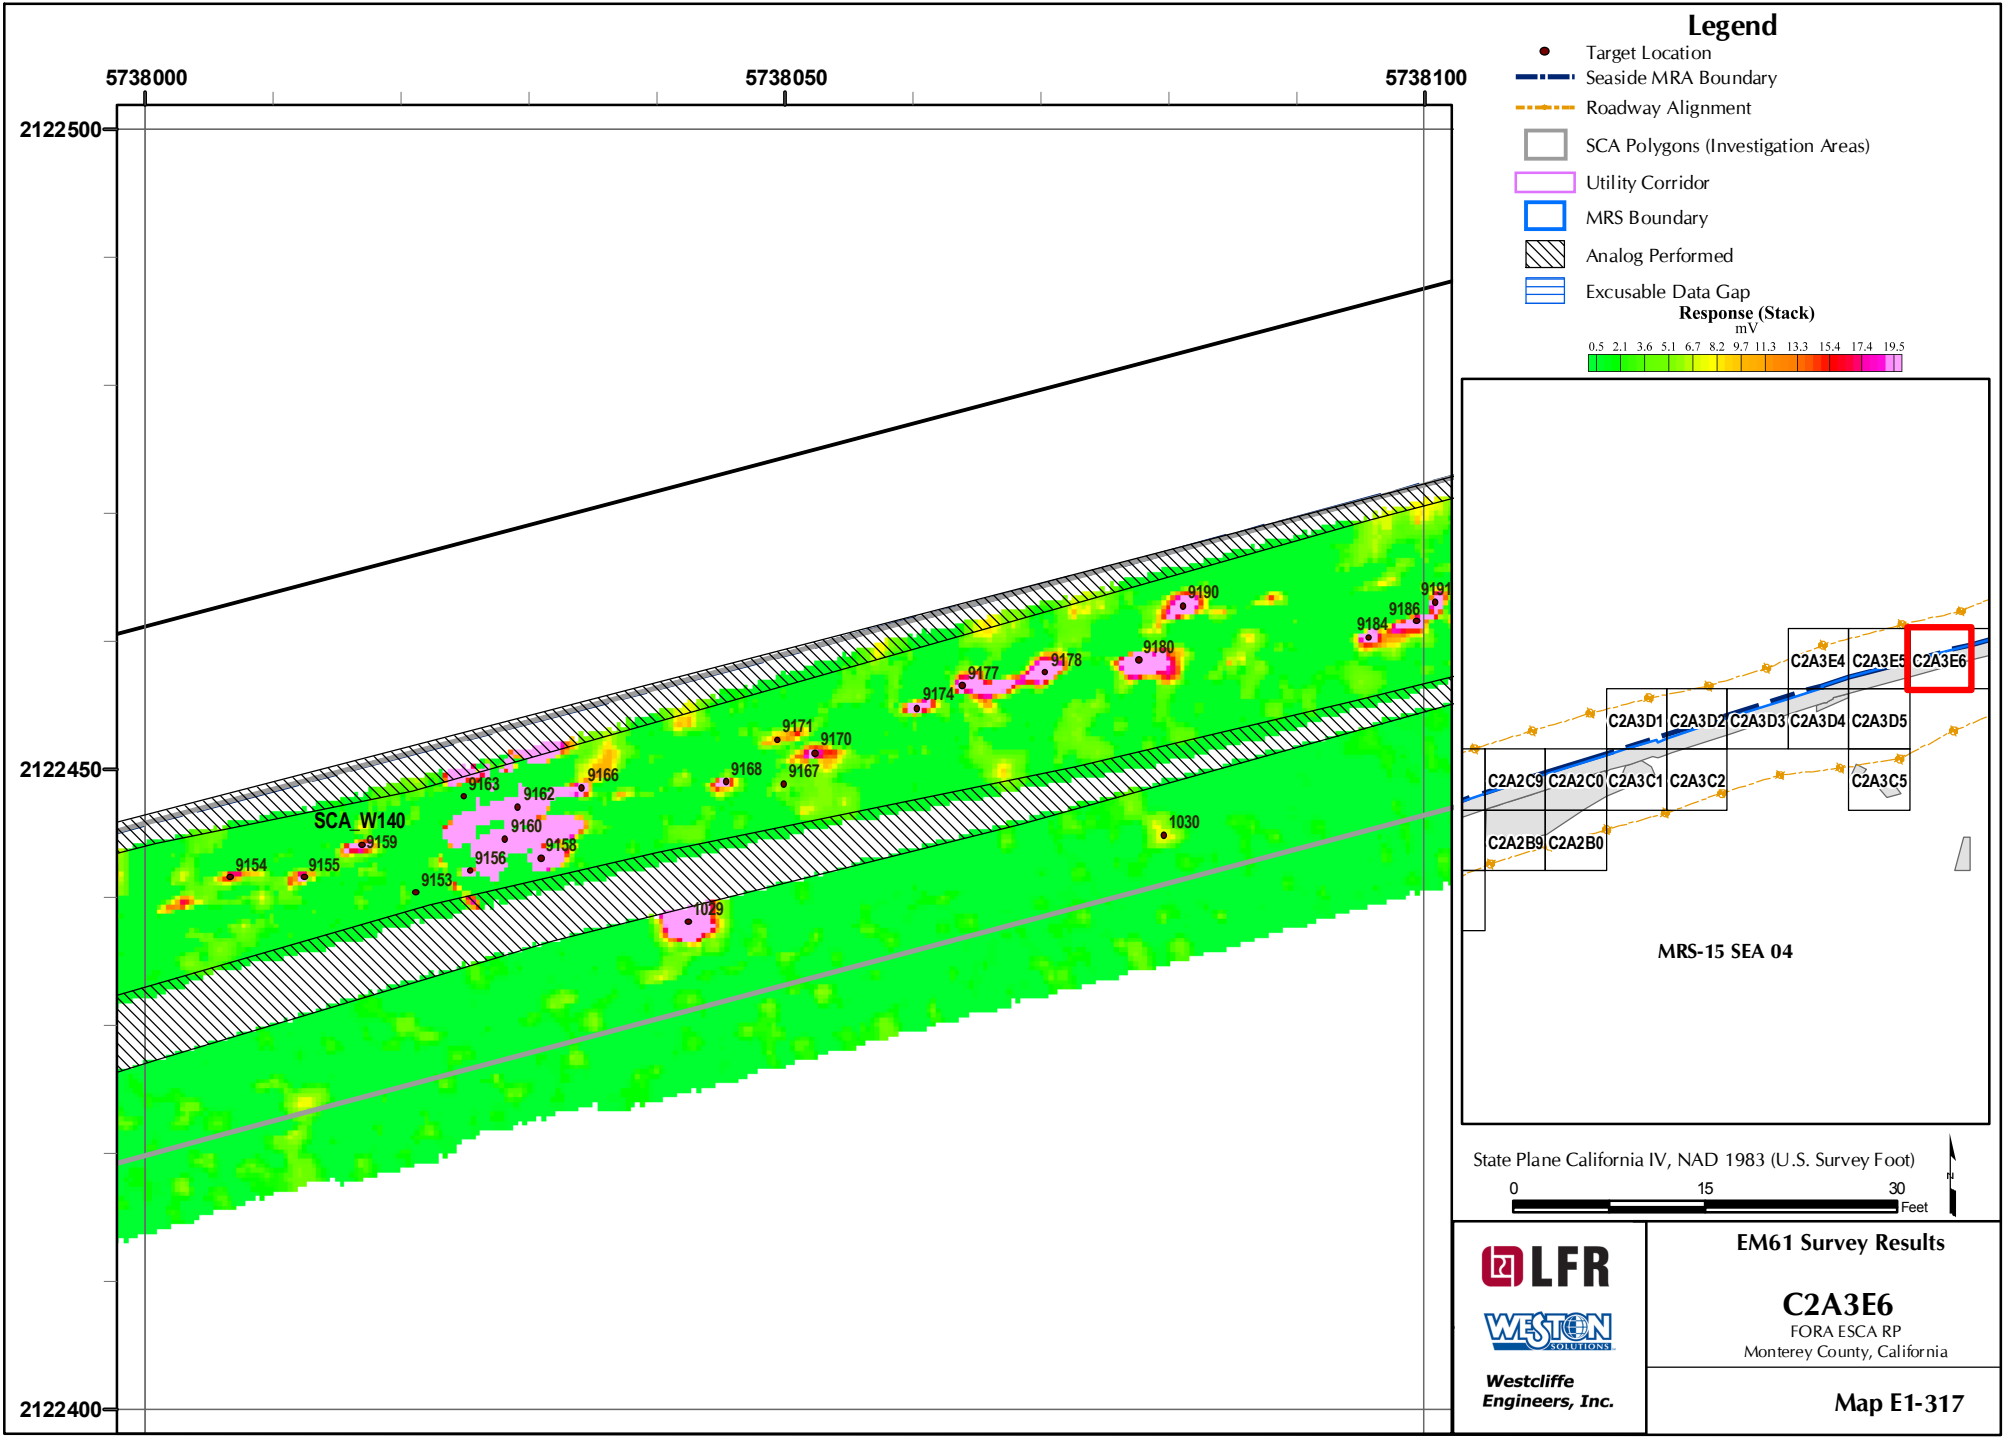 Legend
Target Location
Seaside MRA Boundary
Roadway Alignment
SCA Polygons (Investigation Areas)
Utility Corridor
MRS Boundary
Analog Performed
Excusable Data Gap
Response (Stack)
mV
0.5 2.1 3.6 5.1 6.7 8.2 9.7 11.3 13.3 15.4 17.4 19.5
5738000 5738050 5738100
2122500
2122450
2122400
9190
9191
9186
9184
9180
9178
9177
9174
9171
9170
9168
9167
9166
9163
9162
SCA_W140
9160
9159
9158
9156
9155
9154
9153
1030
1029
C2A3E4 C2A3E5 C2A3E6
C2A3D1 C2A3D2 C2A3D3 C2A3D4 C2A3D5
C2A2C9 C2A2C0 C2A3C1 C2A3C2 C2A3C5
C2A2B9 C2A2B0
MRS-15 SEA 04
State Plane California IV, NAD 1983 (U.S. Survey Foot)
0 15 30
Feet
N
LFR
WESTON
SOLUTIONS
Westcliffe
Engineers, Inc.
EM61 Survey Results
C2A3E6
FORA ESCA RP
Monterey County, California
Map E1-317